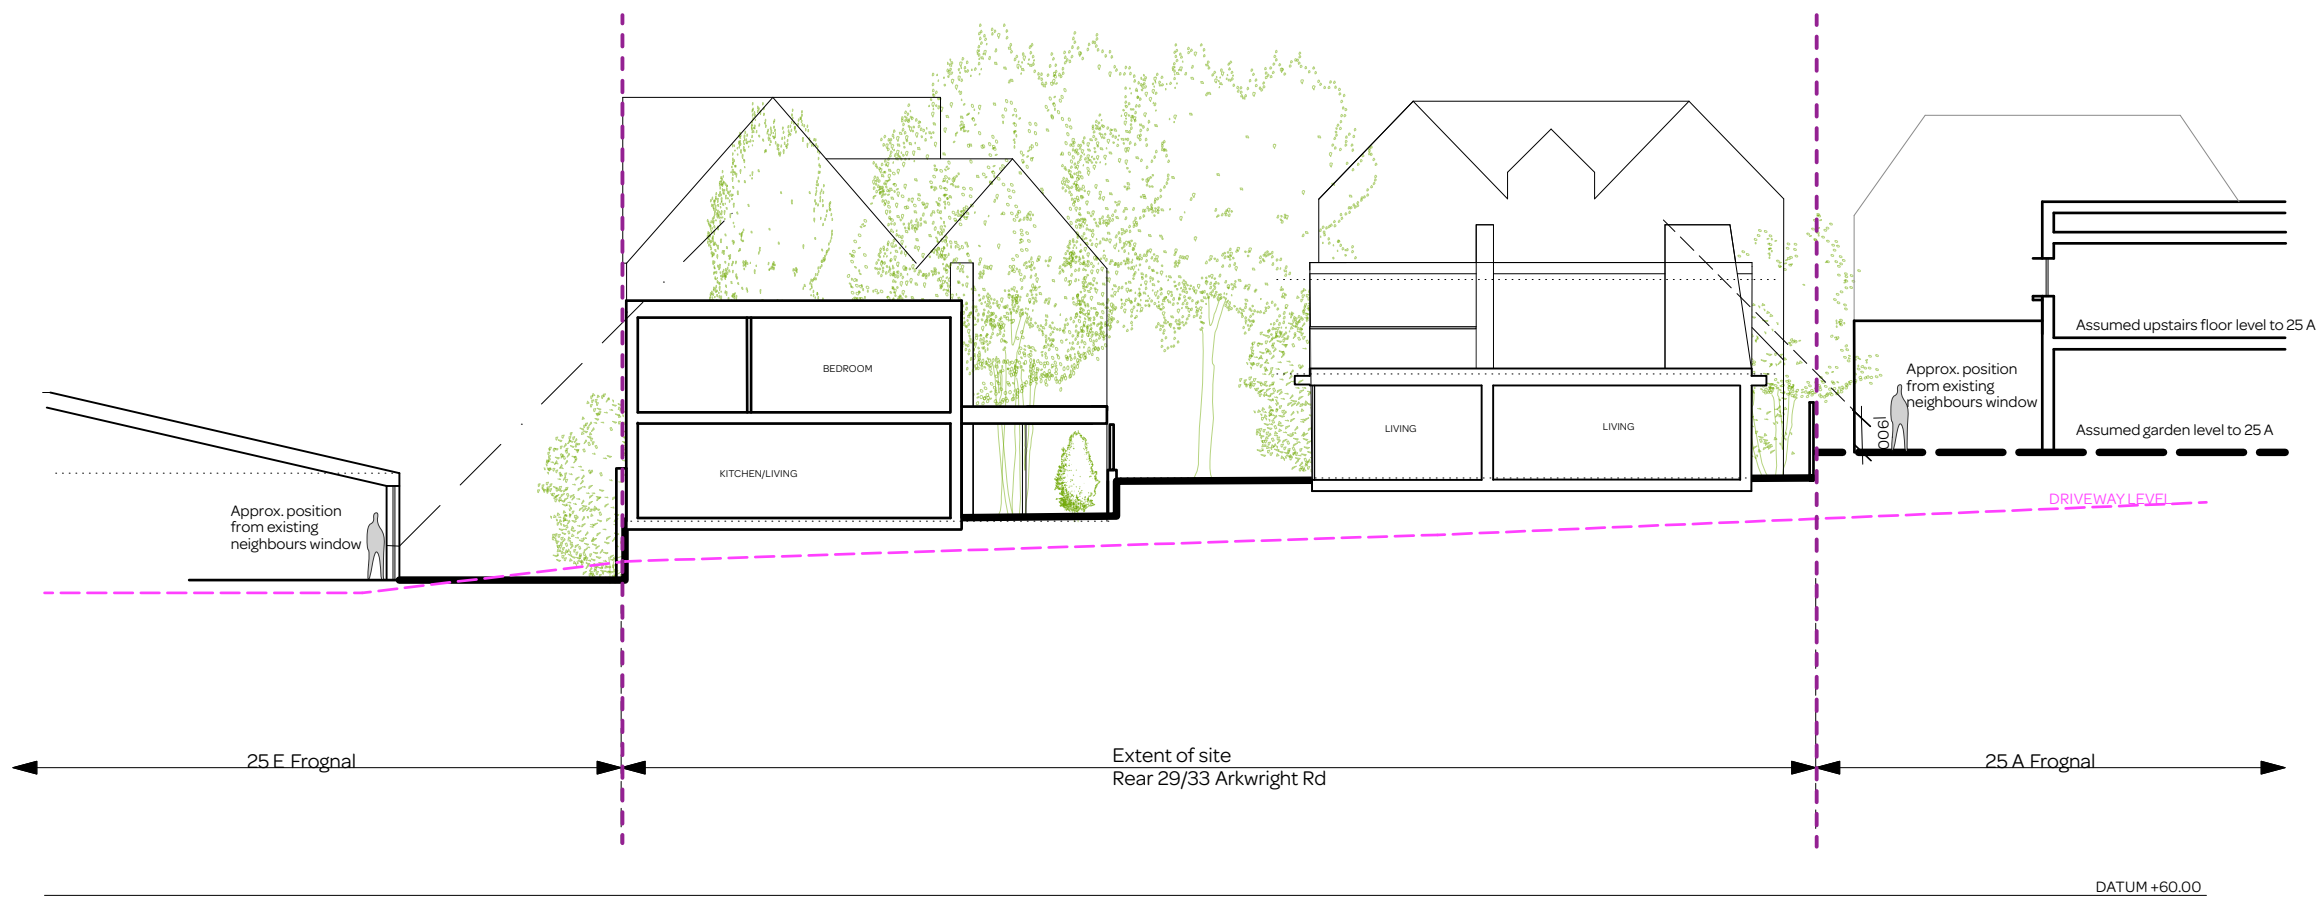 BEDROOM
KITCHEN/LIVING
Approx. position
from existing
neighbours window
LIVING
LIVING
Assumed upstairs floor level to 25 A
Approx. position
from existing
neighbours window
1900
Assumed garden level to 25 A
DRIVEWAY LEVEL
25 E Frognal
Extent of site
Rear 29/33 Arkwright Rd
25 A Frognal
DATUM +60.00